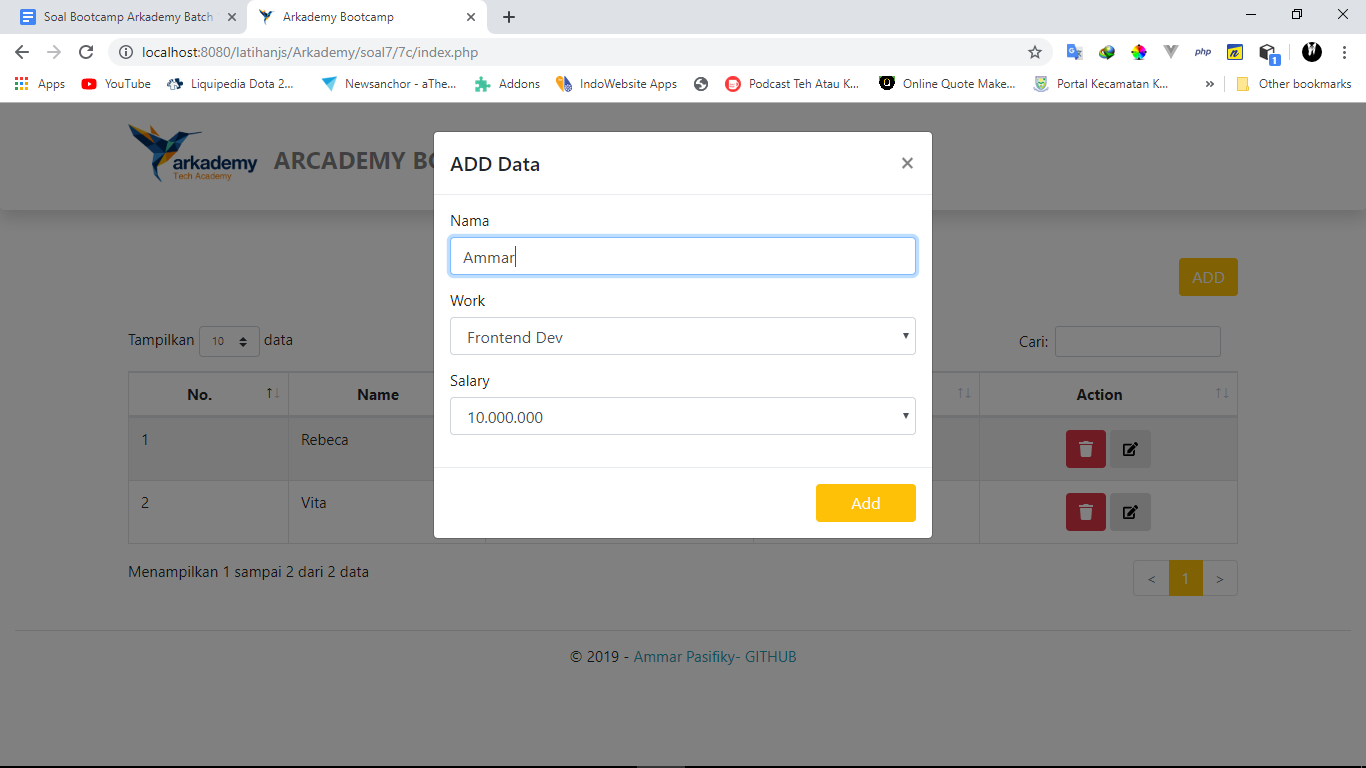 Soal Bootcamp Arkademy Batch
Arkademy Bootcamp
localhost:8080/latihanjs/Arkademy/soal7/7c/index.php
php
1
Apps
YouTube
Liquipedia Dota 2...
Newsanchor - aThe...
Addons
IndoWebsite Apps
Podcast Teh Atau K...
Online Quote Make...
Portal Kecamatan K...
»
Other bookmarks
arkademy
Tech Academy
ARCADEMY BO
ADD Data
×
Nama
Ammar
ADD
Work
Frontend Dev
Tampilkan 10 data
Cari:
Salary
10.000.000
No.
Name
Action
1
Rebeca
2
Vita
Add
Menampilkan 1 sampai 2 dari 2 data
< 1 >
© 2019 - Ammar Pasifiky- GITHUB